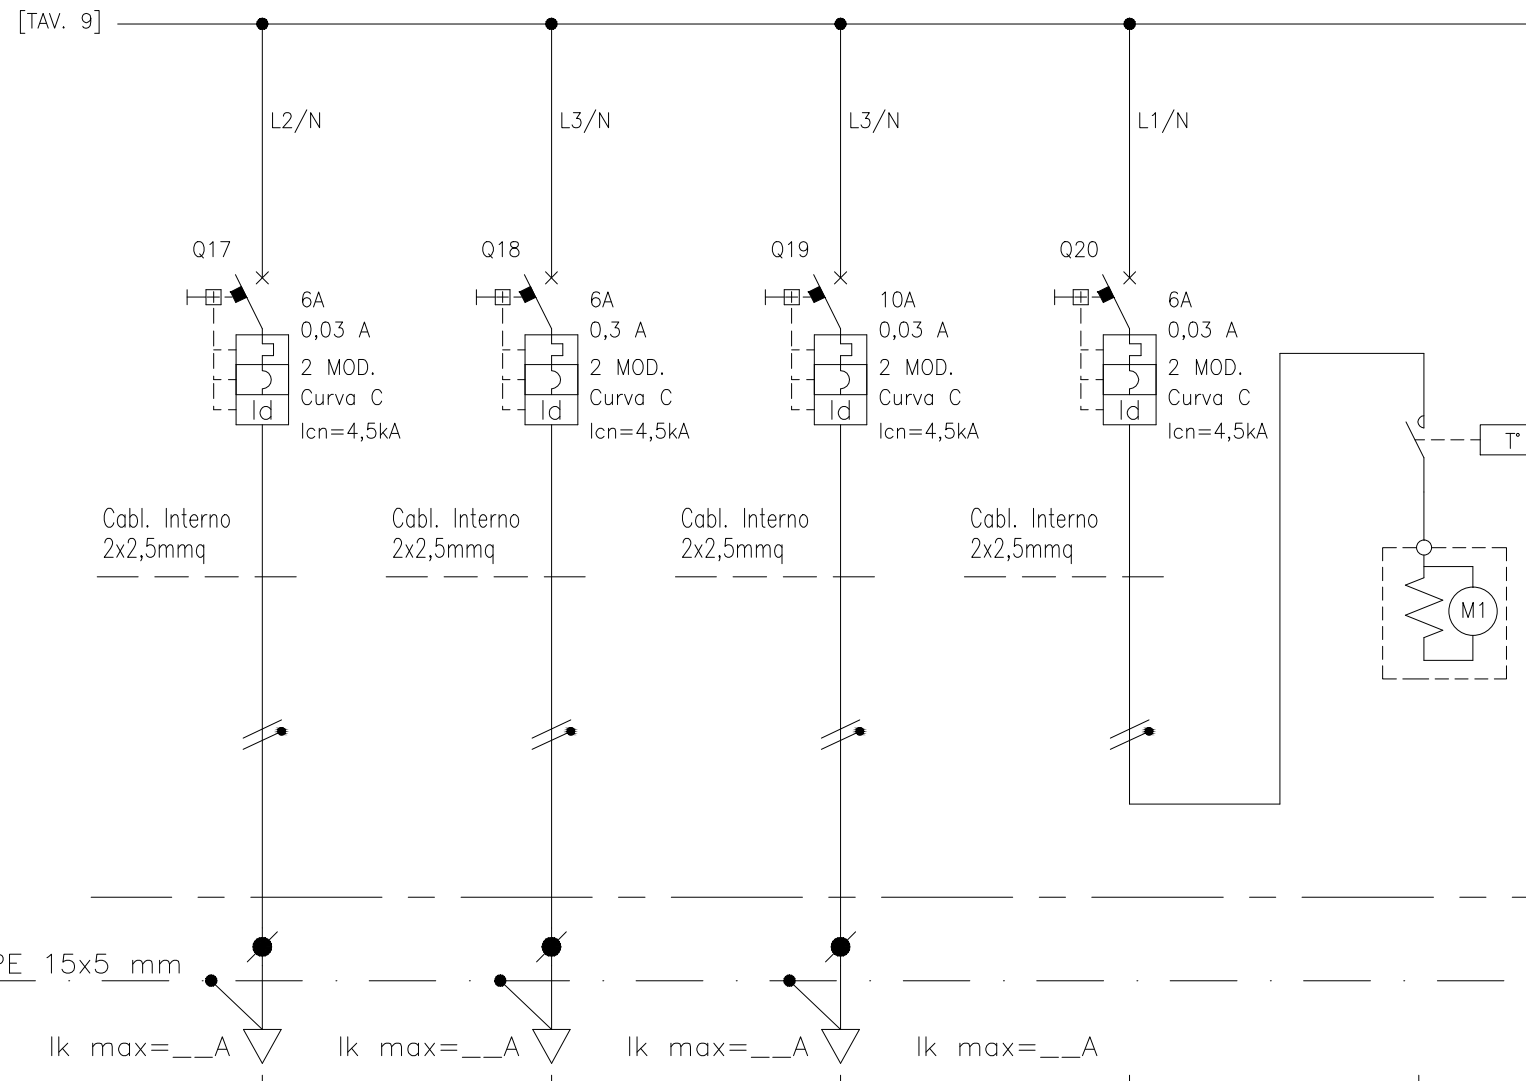 [TAV. 9]
L2/N
L3/N
L3/N
L1/N
Q17
6A
0,03 A
2 MOD.
Curva C
Icn=4,5kA
Id
Q18
6A
0,3 A
2 MOD.
Curva C
Icn=4,5kA
Id
Q19
10A
0,03 A
2 MOD.
Curva C
Icn=4,5kA
Id
Q20
6A
0,03 A
2 MOD.
Curva C
Icn=4,5kA
Id
T°
Cabl. Interno
2x2,5mmq
Cabl. Interno
2x2,5mmq
Cabl. Interno
2x2,5mmq
Cabl. Interno
2x2,5mmq
M1
PE 15x5 mm
Ik max=__A
Ik max=__A
Ik max=__A
Ik max=__A